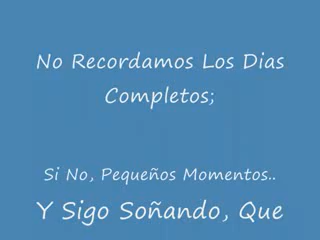 No Recordamos Los Dias
Completos;
Si No, Pequeños Momentos..
Y Sigo Soñando, Que